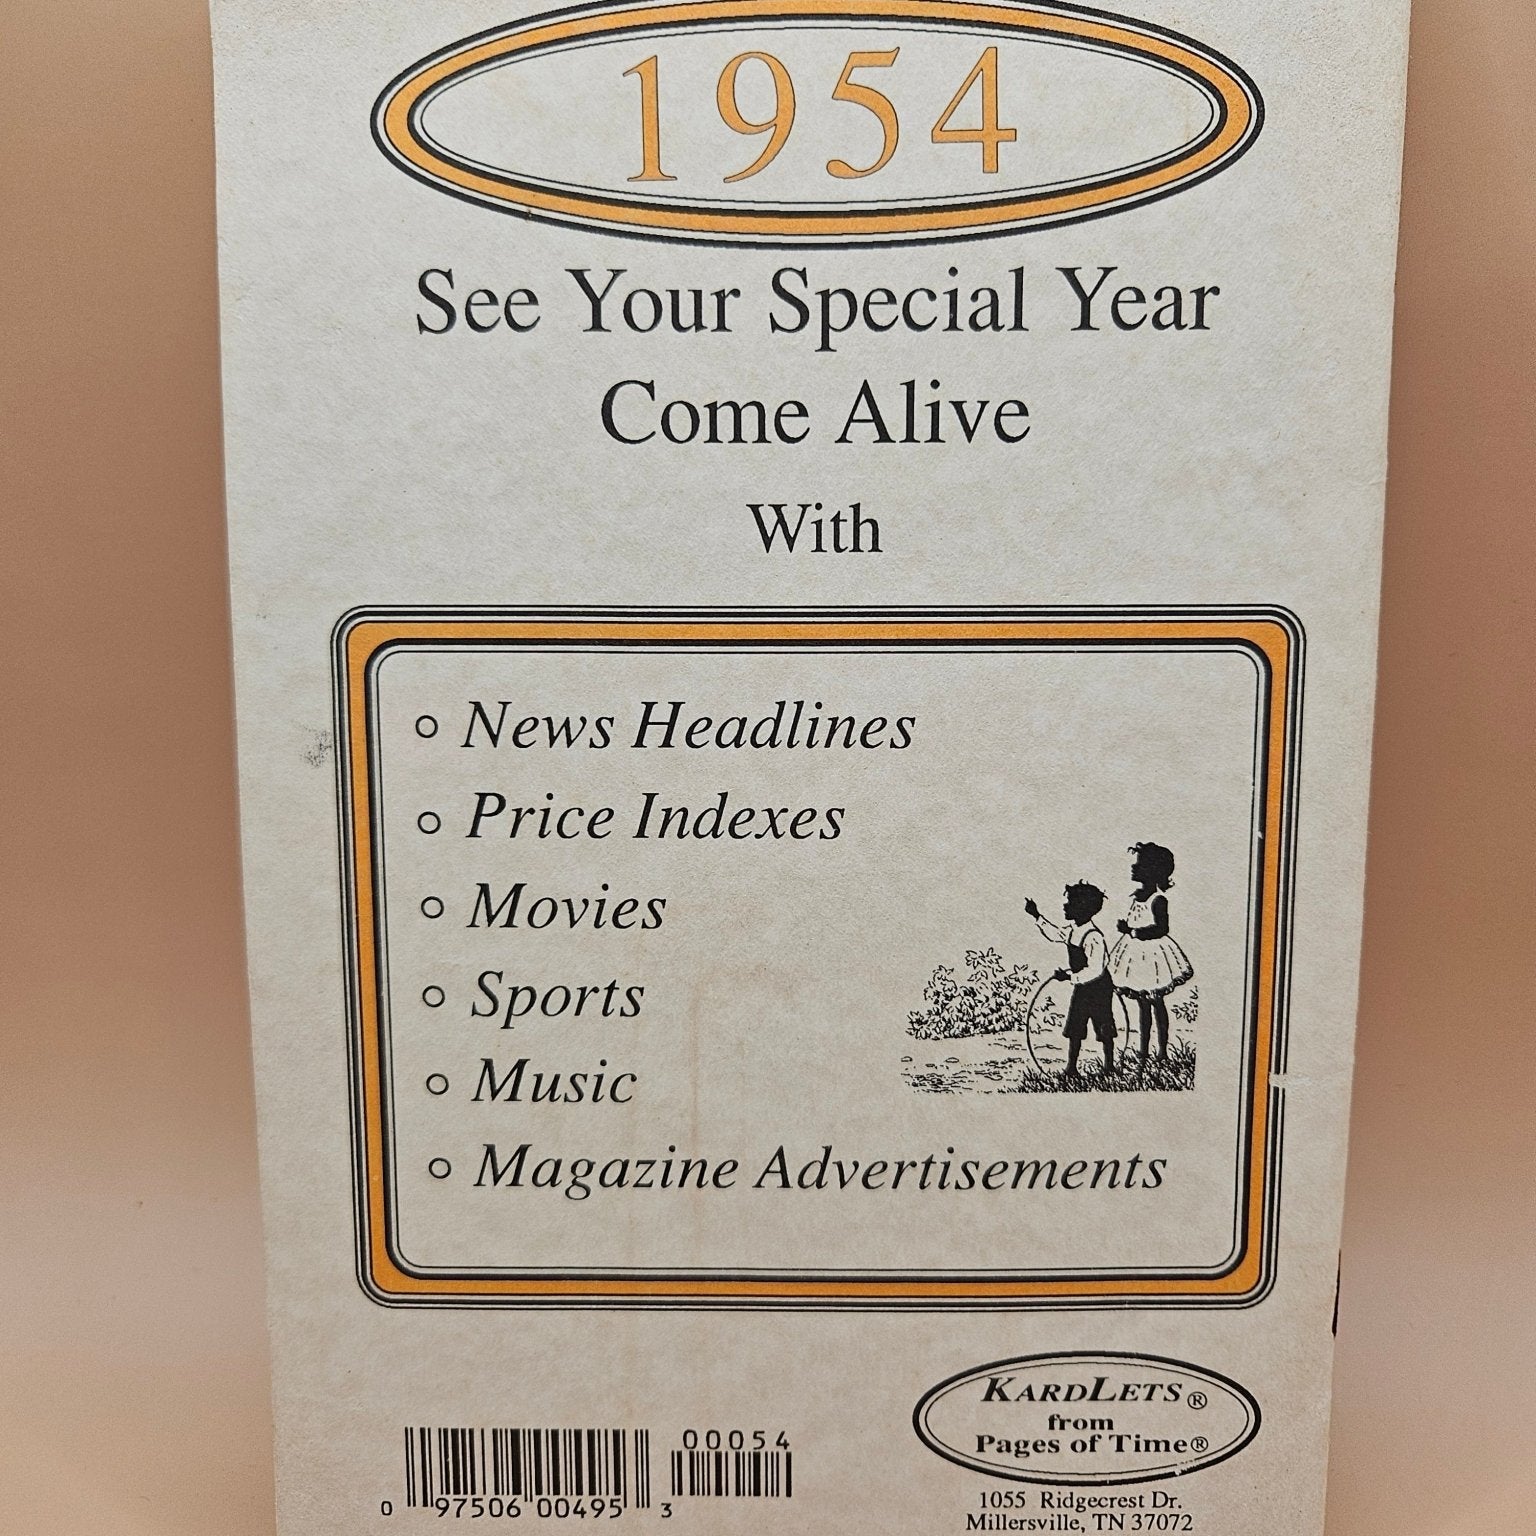 1954
See Your Special Year
Come Alive
With
○ News Headlines
○ Price Indexes
○ Movies
○ Sports
○ Music
○ Magazine Advertisements
KARDLETS®
from
Pages of Time®
1055 Ridgecrest Dr.
Millersville, TN 37072
00054
0 97506 00495 3